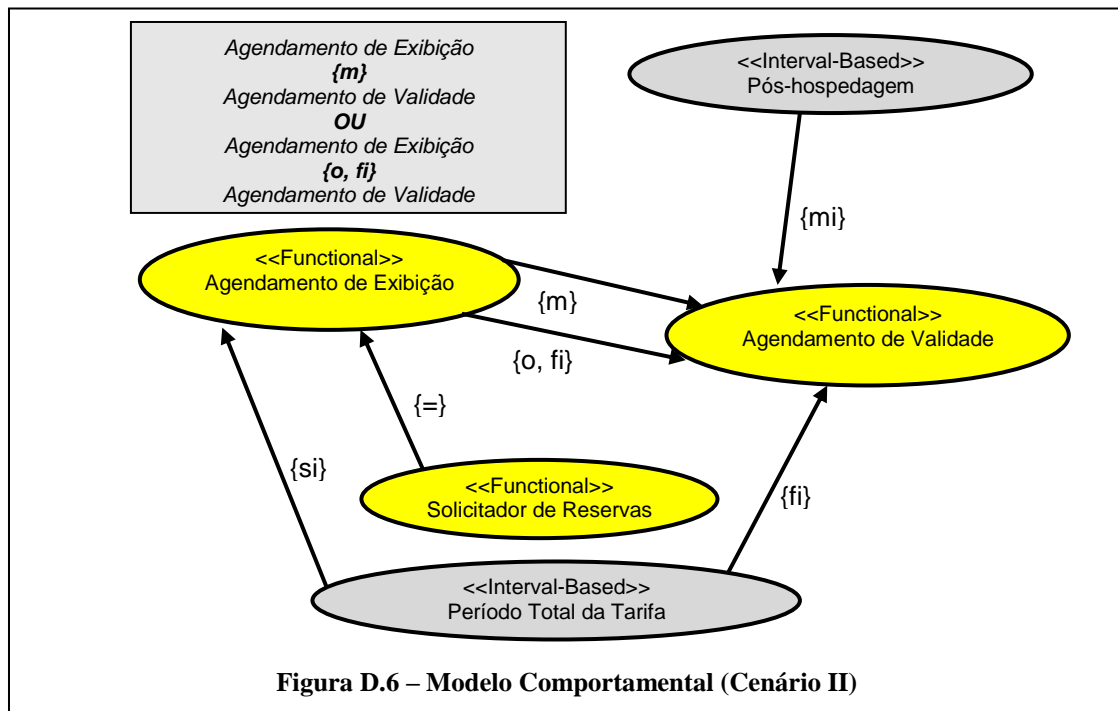 Agendamento de Exibição
{m}
Agendamento de Validade
OU
Agendamento de Exibição
{o, fi}
Agendamento de Validade
<<Interval-Based>>
Pós-hospedagem
{mi}
<<Functional>>
Agendamento de Exibição
{m}
<<Functional>>
Agendamento de Validade
{o, fi}
{=}
{si}
<<Functional>>
Solicitador de Reservas
{fi}
<<Interval-Based>>
Período Total da Tarifa
Figura D.6 – Modelo Comportamental (Cenário II)